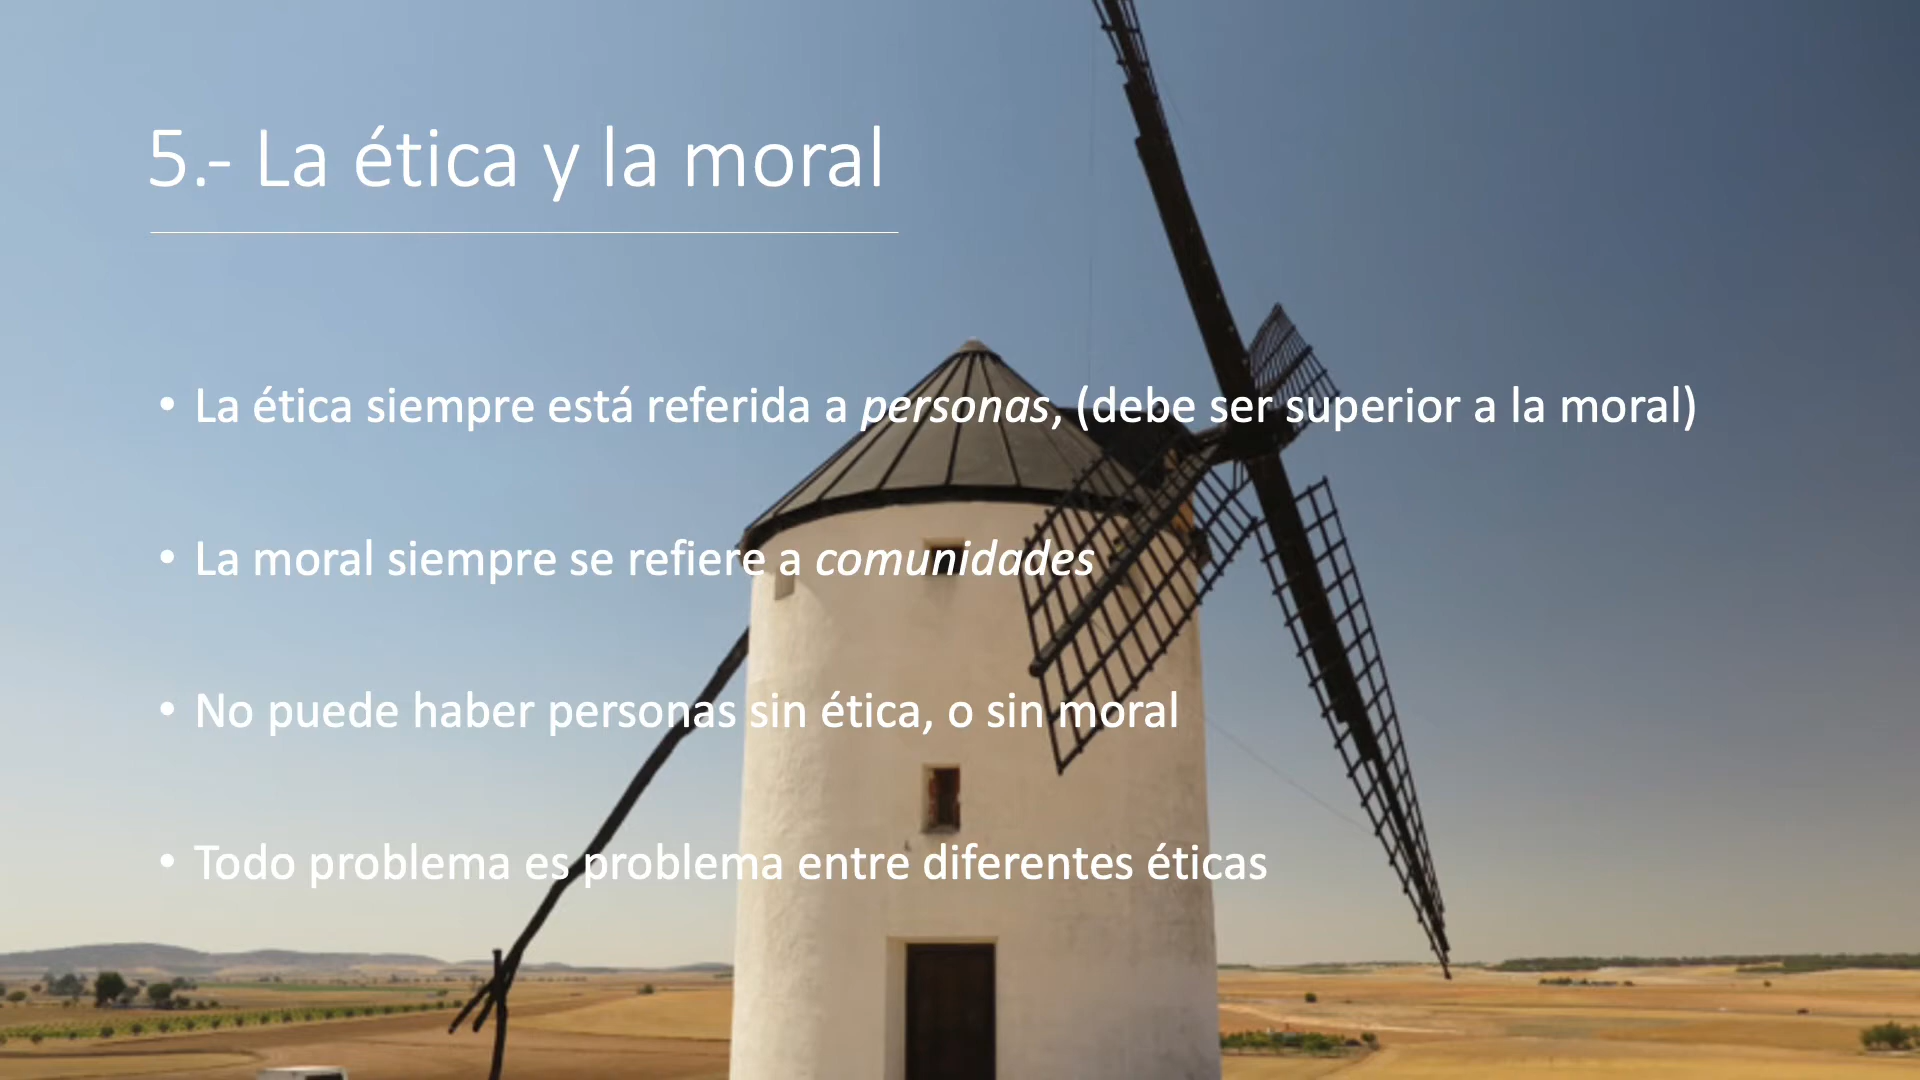 5.- La ética y la moral
• La ética siempre está referida a personas, (debe ser superior a la moral)
• La moral siempre se refiere a comunidades
• No puede haber personas sin ética, o sin moral
• Todo problema es problema entre diferentes éticas